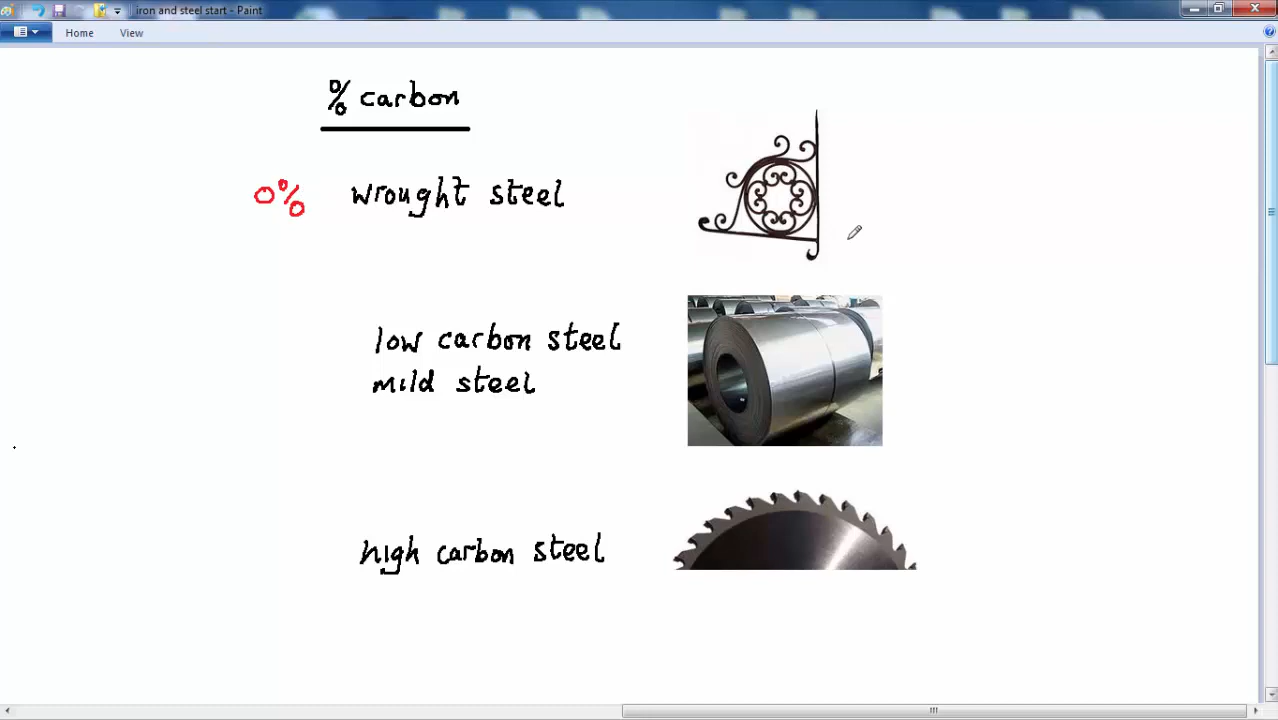 iron and steel start - Paint
Home View
% carbon
0% wrought steel
low carbon steel
mild steel
high carbon steel